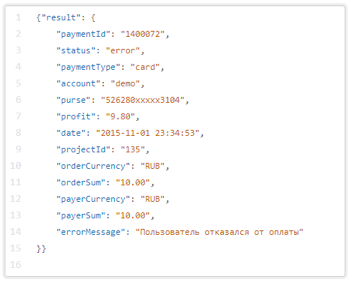 1 {"result": {
2 "paymentId": "1400072",
3 "status": "error",
4 "paymentType": "card",
5 "account": "demo",
6 "purse": "526280xxxxx3104",
7 "profit": "9.80",
8 "date": "2015-11-01 23:34:53",
9 "projectId": "135",
10 "orderCurrency": "RUB",
11 "orderSum": "10.00",
12 "payerCurrency": "RUB",
13 "payerSum": "10.00",
14 "errorMessage": "Пользователь отказался от оплаты"
15 }}
16